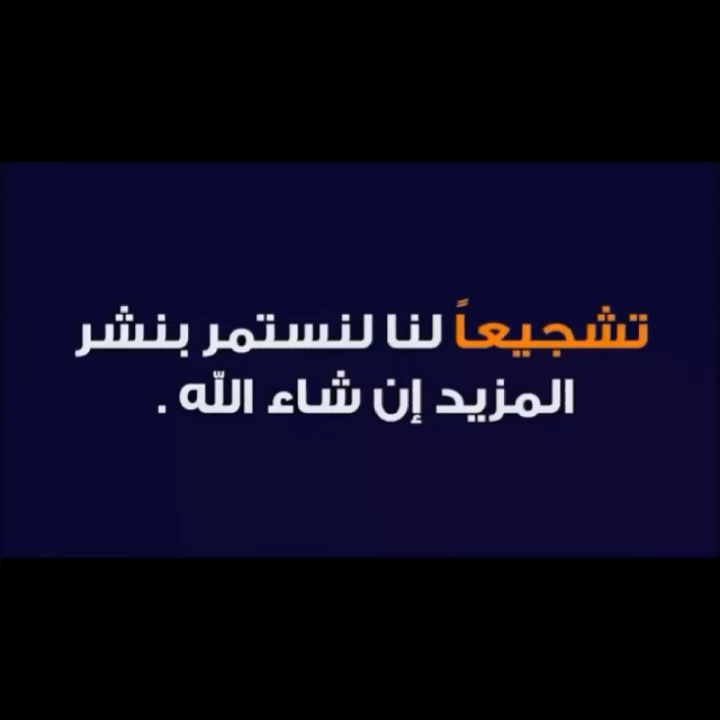 تشجيعاً لنا لنستمر بنشر
المزيد إن شاء الله .